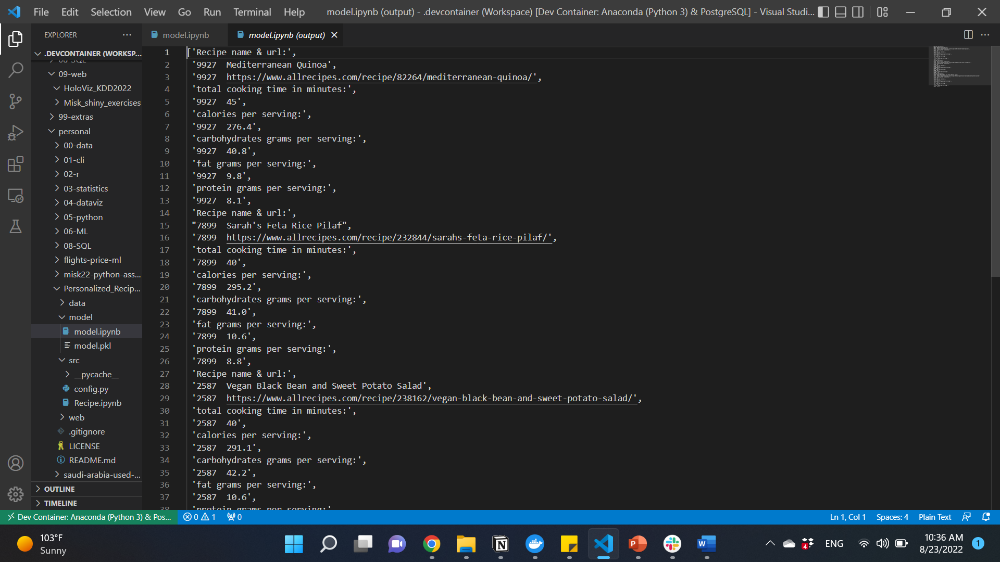 File Edit Selection View Go Run Terminal Help model.ipynb (output) - .devcontainer (Workspace) [Dev Container: Anaconda (Python 3) & PostgreSQL] - Visual Studi...
EXPLORER
model.ipynb
model.ipynb (output)
.DEVCONTAINER (WORKSP...
08-SQL
09-web
HoloViz_KDD2022
Misk_shiny_exercises
99-extras
personal
00-data
01-cli
02-r
03-statistics
04-dataviz
05-python
06-ML
08-SQL
flights-price-ml
misk22-python-ass...
Personalized_Recip...
data
model
model.ipynb
model.pkl
src
__pycache__
config.py
Recipe.ipynb
web
.gitignore
LICENSE
README.md
saudi-arabia-used-...
OUTLINE
TIMELINE
1 ['Recipe name & url:',
2 '9927  Mediterranean Quinoa',
3 '9927  https://www.allrecipes.com/recipe/82264/mediterranean-quinoa/',
4 'total cooking time in minutes:',
5 '9927  45',
6 'calories per serving:',
7 '9927  276.4',
8 'carbohydrates grams per serving:',
9 '9927  40.8',
10 'fat grams per serving:',
11 '9927  9.8',
12 'protein grams per serving:',
13 '9927  8.1',
14 'Recipe name & url:',
15 "7899  Sarah's Feta Rice Pilaf",
16 '7899  https://www.allrecipes.com/recipe/232844/sarahs-feta-rice-pilaf/',
17 'total cooking time in minutes:',
18 '7899  40',
19 'calories per serving:',
20 '7899  295.2',
21 'carbohydrates grams per serving:',
22 '7899  41.0',
23 'fat grams per serving:',
24 '7899  10.6',
25 'protein grams per serving:',
26 '7899  8.8',
27 'Recipe name & url:',
28 '2587  Vegan Black Bean and Sweet Potato Salad',
29 '2587  https://www.allrecipes.com/recipe/238162/vegan-black-bean-and-sweet-potato-salad/',
30 'total cooking time in minutes:',
31 '2587  40',
32 'calories per serving:',
33 '2587  291.1',
34 'carbohydrates grams per serving:',
35 '2587  42.2',
36 'fat grams per serving:',
37 '2587  10.6',
38 'protein grams per serving:'
Dev Container: Anaconda (Python 3) & Pos... 0 1 0 Ln 1, Col 1 Spaces: 4 Plain Text
103°F
Sunny
P
W
4
ENG
10:36 AM
8/23/2022
1